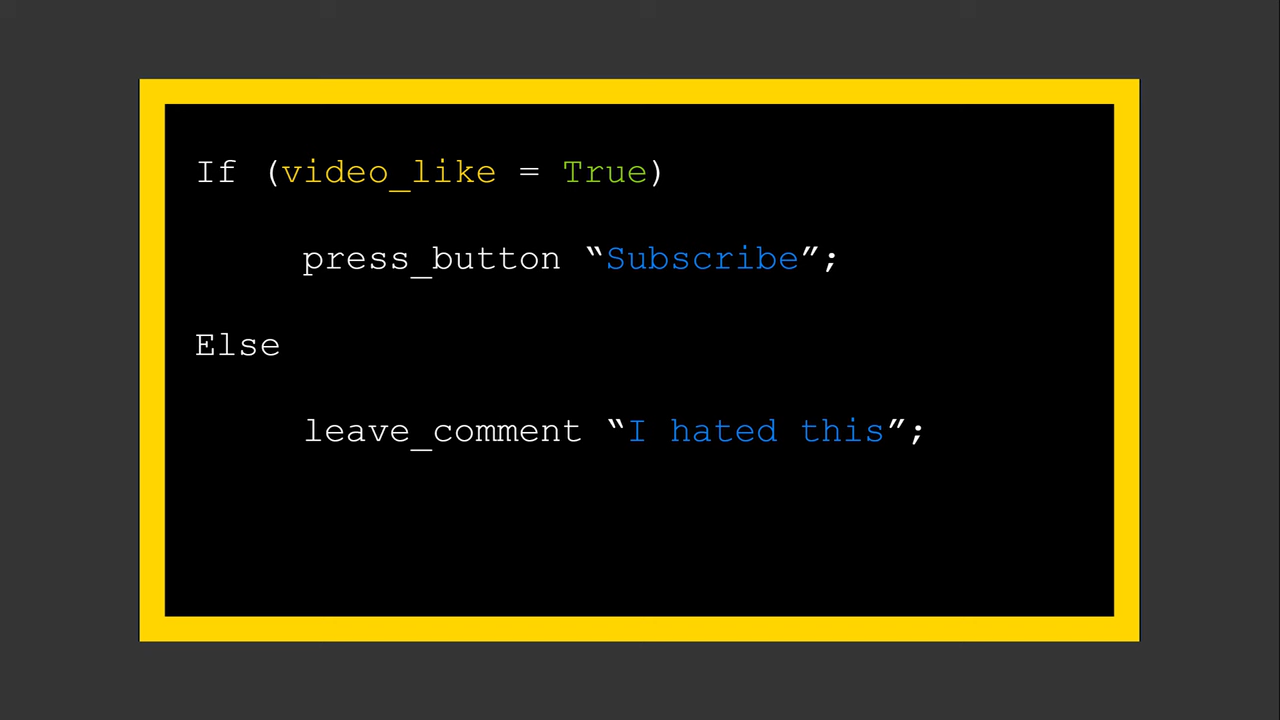 If (video_like = True)
press_button “Subscribe”;
Else
leave_comment “I hated this”;